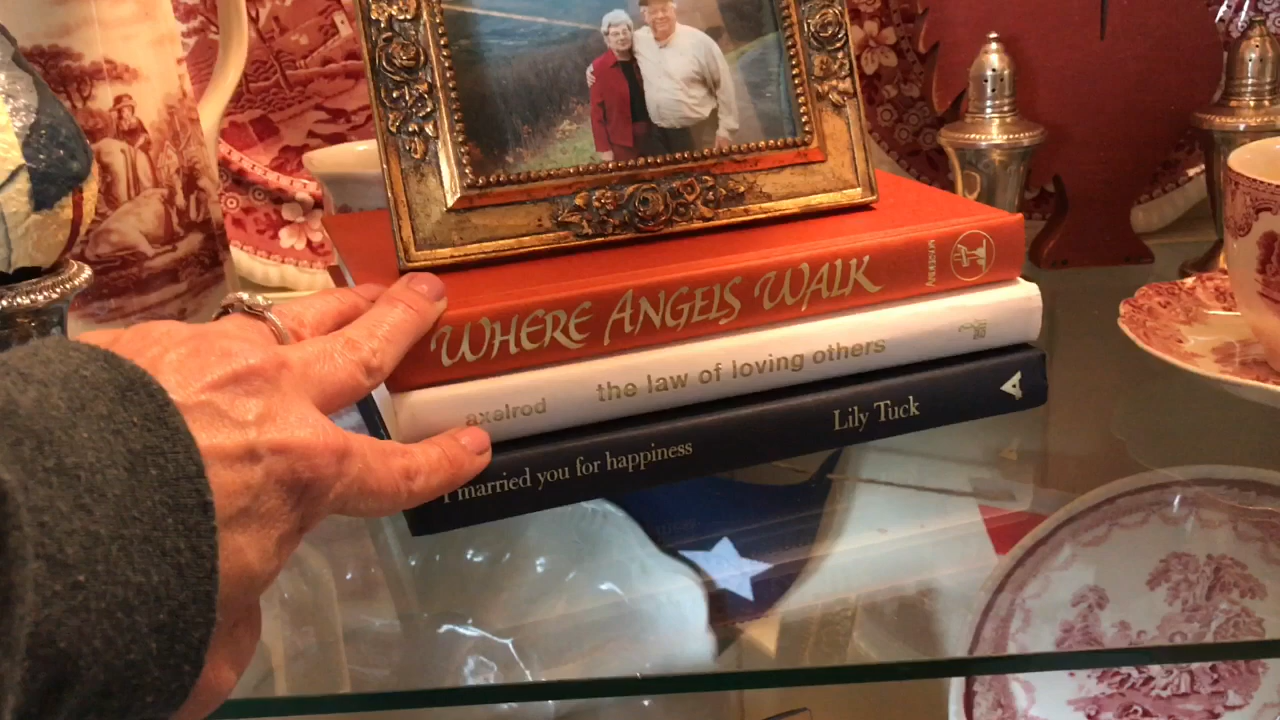 WHERE ANGELS WALK
axelrod the law of loving others
I married you for happiness Lily Tuck A